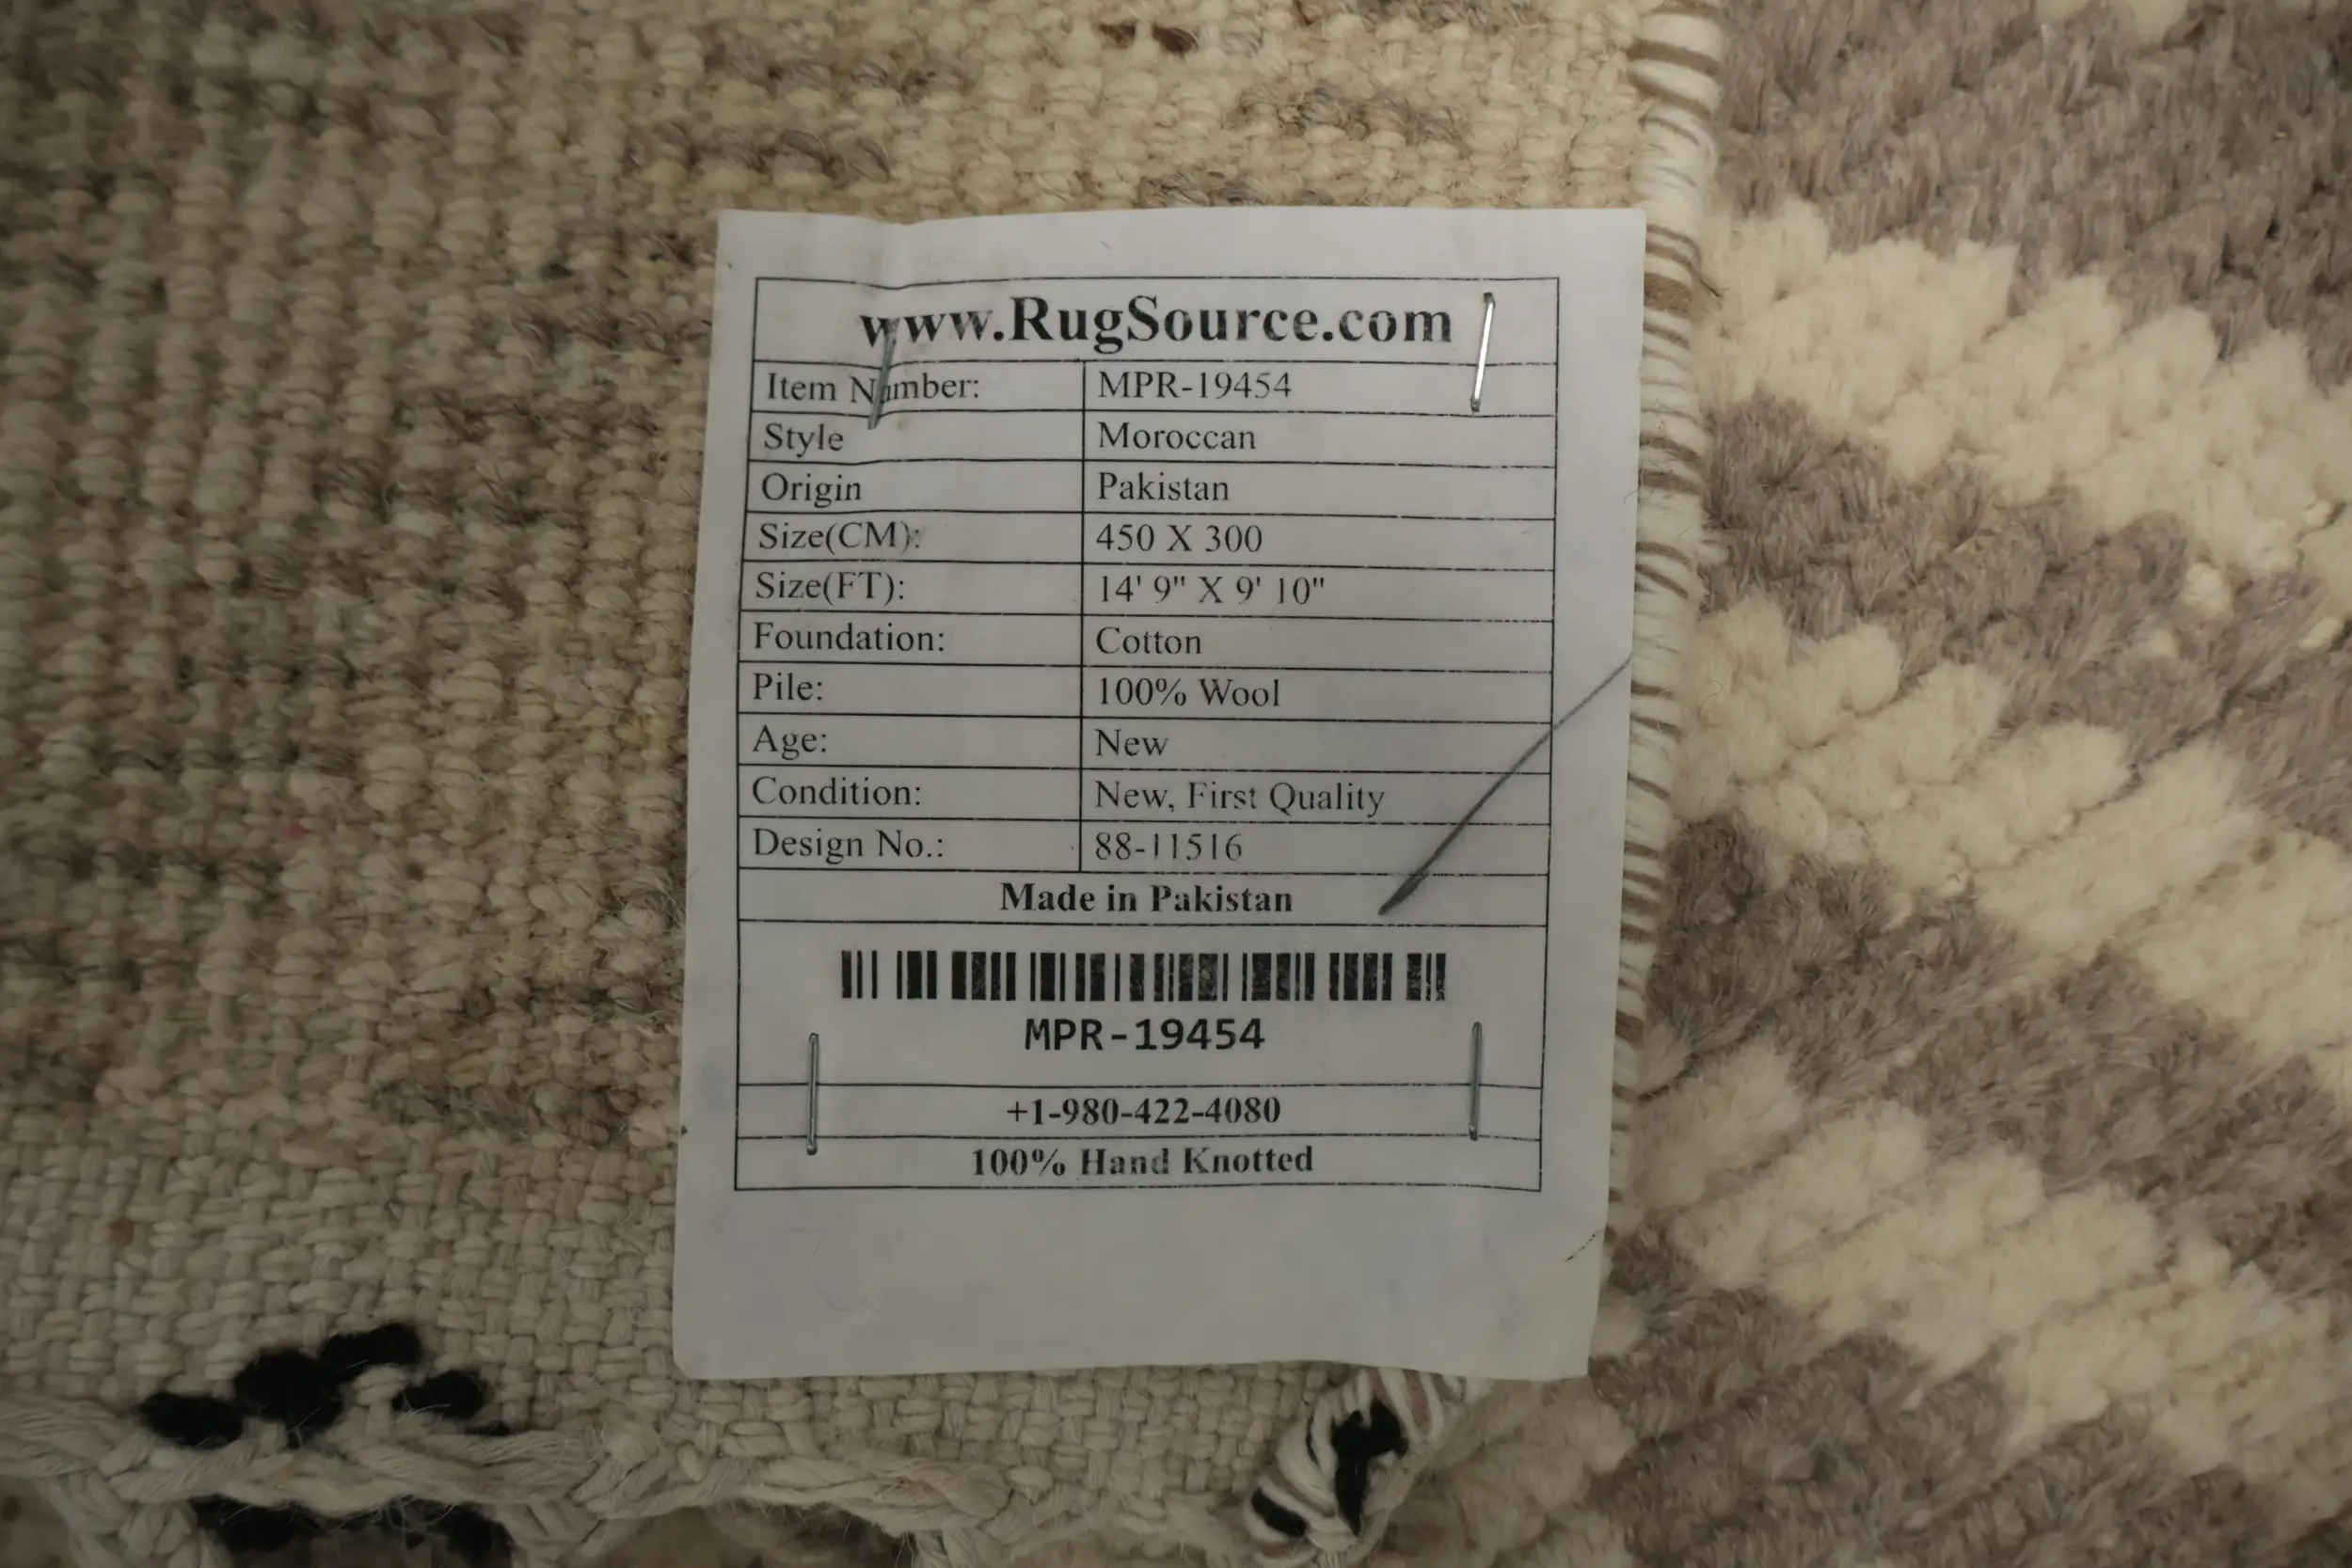 www.RugSource.com
Item Number: MPR-19454
Style Moroccan
Origin Pakistan
Size(CM): 450 X 300
Size(FT): 14' 9" X 9' 10"
Foundation: Cotton
Pile: 100% Wool
Age: New
Condition: New, First Quality
Design No.: 88-11516
Made in Pakistan
MPR-19454
+1-980-422-4080
100% Hand Knotted